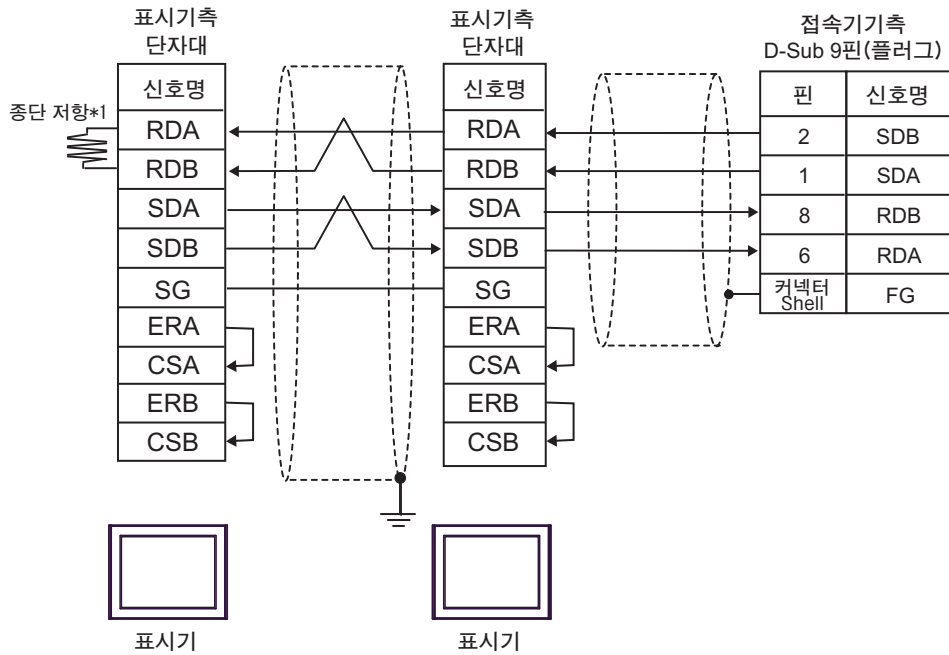 표시기측
단자대
신호명
종단 저항*1
RDA
RDB
SDA
SDB
SG
ERA
CSA
ERB
CSB
표시기
표시기측
단자대
신호명
RDA
RDB
SDA
SDB
SG
ERA
CSA
ERB
CSB
표시기
접속기기측
D-Sub 9핀(플러그)
핀 신호명
2 SDB
1 SDA
8 RDB
6 RDA
커넥터
Shell FG